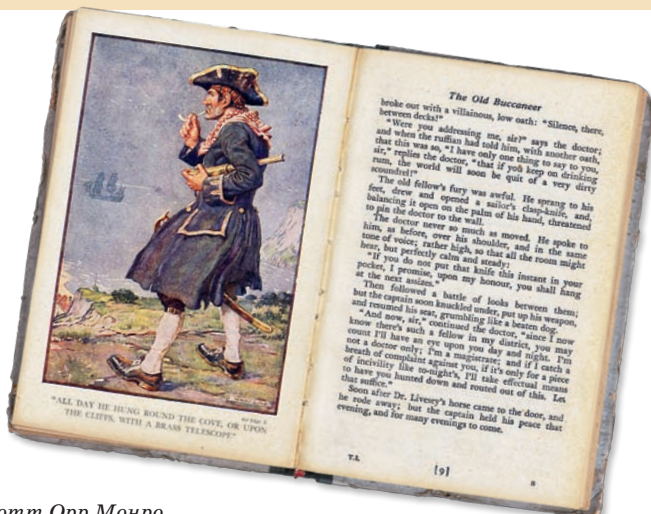 "ALL DAY HE HUNG ROUND THE COVE, OR UPON
THE CLIFFS, WITH A BRASS TELESCOPE"
The Old Buccaneer
broke out with a villainous, low oath: "Silence, there,
between decks!"
"Were you addressing me, sir?" says the doctor;
and when the ruffian had told him, with another oath,
that this was so, "I have only one thing to say to you,
sir," replies the doctor, "that if you keep on drinking
rum, the world will soon be quit of a very dirty
scoundrel!"
The old fellow's fury was awful. He sprang to his
feet, drew and opened a sailor's clasp-knife, and,
balancing it open on the palm of his hand, threatened
to pin the doctor to the wall.
The doctor never so much as moved. He spoke to
him, as before, over his shoulder, and in the same
tone of voice; rather high, so that all the room might
hear, but perfectly calm and steady:
"If you do not put that knife this instant in your
pocket, I promise, upon my honour, you shall hang
at the next assizes."
Then followed a battle of looks between them;
but the captain soon knuckled under, put up his weapon,
and resumed his seat, grumbling like a beaten dog.
"And now, sir," continued the doctor, "since I now
know there's such a fellow in my district, you may
count I'll have an eye upon you day and night. I'm
not a doctor only; I'm a magistrate; and if I catch a
breath of complaint against you, if it's only for a piece
of incivility like to-night's, I'll take effectual means
to have you hunted down and routed out of this. Let
that suffice."
Soon after Dr. Livesey's horse came to the door, and
he rode away; but the captain held his peace that
evening, and for many evenings to come.
T.I.
[9]
B
отт Орр Монро